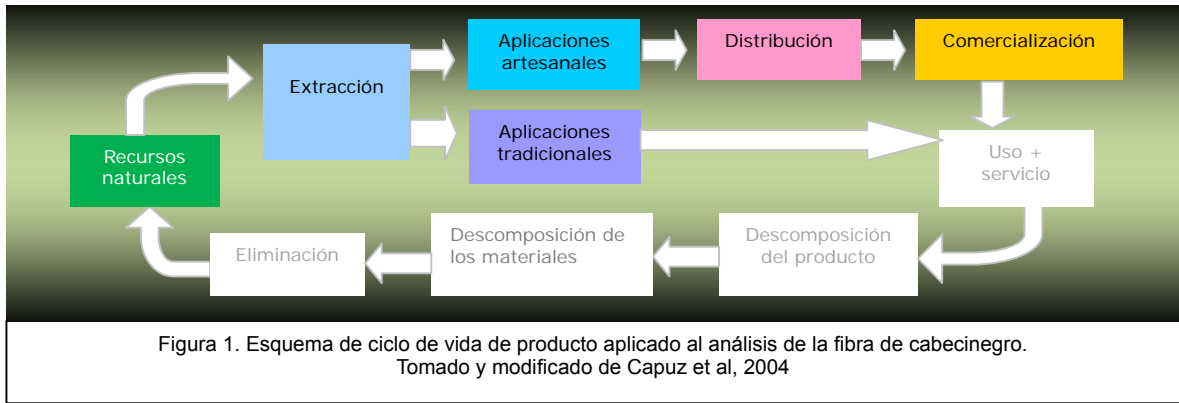 Recursos
naturales
Extracción
Aplicaciones
artesanales
Aplicaciones
tradicionales
Distribución
Comercialización
Uso +
servicio
Descomposición
del producto
Descomposición de
los materiales
Eliminación
Figura 1. Esquema de ciclo de vida de producto aplicado al análisis de la fibra de cabecinegro.
Tomado y modificado de Capuz et al, 2004